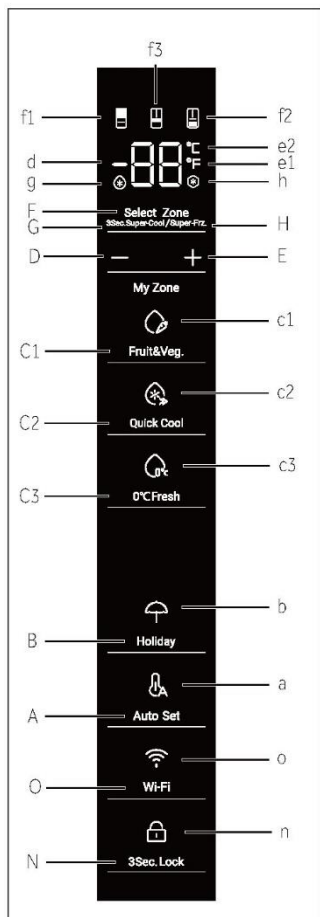 f3
f1 f2
°C e2
d -88 °F e1
g h
F Select Zone
G 3Sec.Super-Cool/Super-Frz. H
D — + E
My Zone
c1
C1 Fruit&Veg.
c2
C2 Quick Cool
0°C c3
C3 0°C Fresh
b
B Holiday
A a
A Auto Set
o
O Wi-Fi
n
N 3Sec.Lock